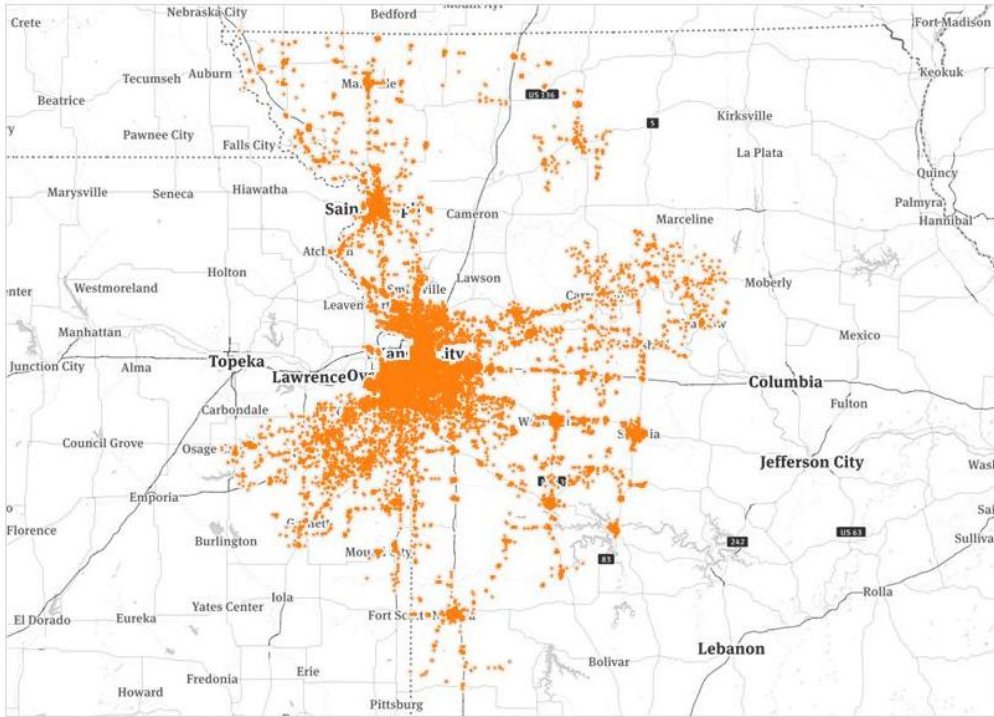 Nebraska City
Bedford
Crete
Fort Madison
Tecumseh
Auburn
Keokuk
Beatrice
US 136
Kirksville
5
Pawnee City
Falls City
La Plata
Quincy
Marysville
Seneca
Hiawatha
Palmyra
Cameron
Marceline
Hannibal
Holton
Lawson
Westmoreland
Moberly
Manhattan
Mexico
Junction City
Alma
Topeka
Lawrence
Columbia
Carbondale
Fulton
Council Grove
Osage
Jefferson City
Emporia
Florence
Burlington
US 63
242
83
Iola
Rolla
Yates Center
El Dorado
Eureka
Fort
Lebanon
Bolivar
Erie
Fredonia
Howard
Pittsburg